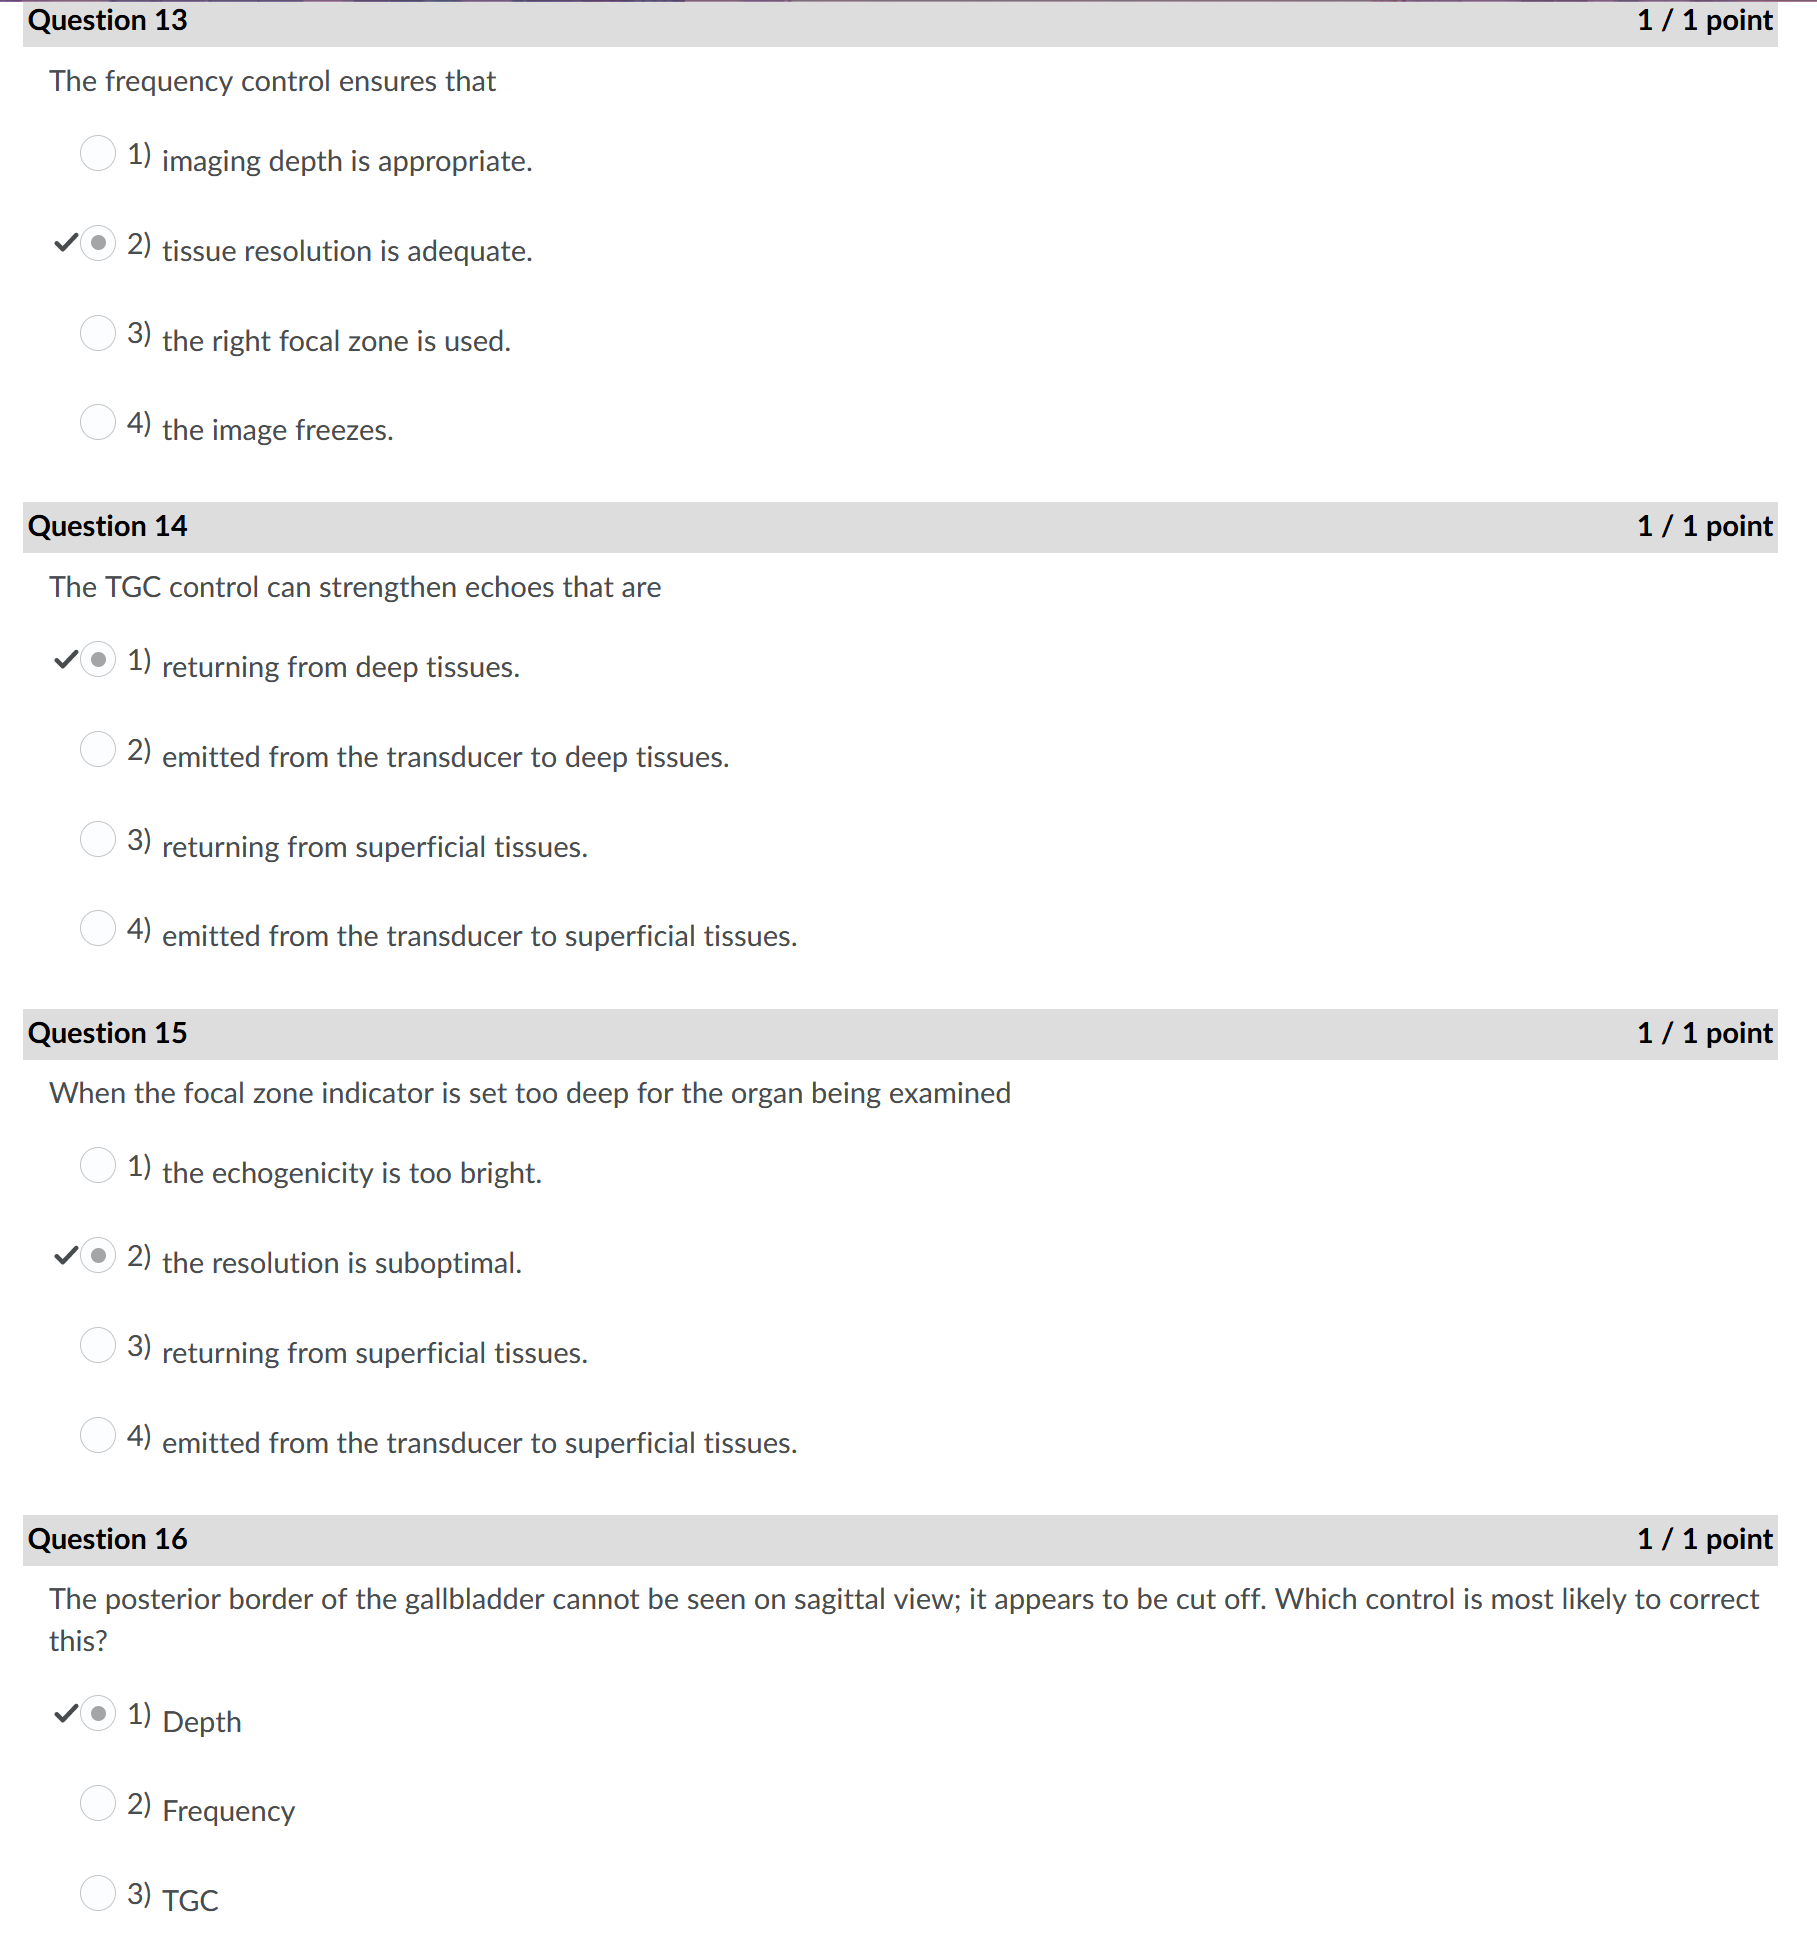 Question 13 1 / 1 point
The frequency control ensures that
1) imaging depth is appropriate.
2) tissue resolution is adequate.
3) the right focal zone is used.
4) the image freezes.
Question 14 1 / 1 point
The TGC control can strengthen echoes that are
1) returning from deep tissues.
2) emitted from the transducer to deep tissues.
3) returning from superficial tissues.
4) emitted from the transducer to superficial tissues.
Question 15 1 / 1 point
When the focal zone indicator is set too deep for the organ being examined
1) the echogenicity is too bright.
2) the resolution is suboptimal.
3) returning from superficial tissues.
4) emitted from the transducer to superficial tissues.
Question 16 1 / 1 point
The posterior border of the gallbladder cannot be seen on sagittal view; it appears to be cut off. Which control is most likely to correct
this?
1) Depth
2) Frequency
3) TGC